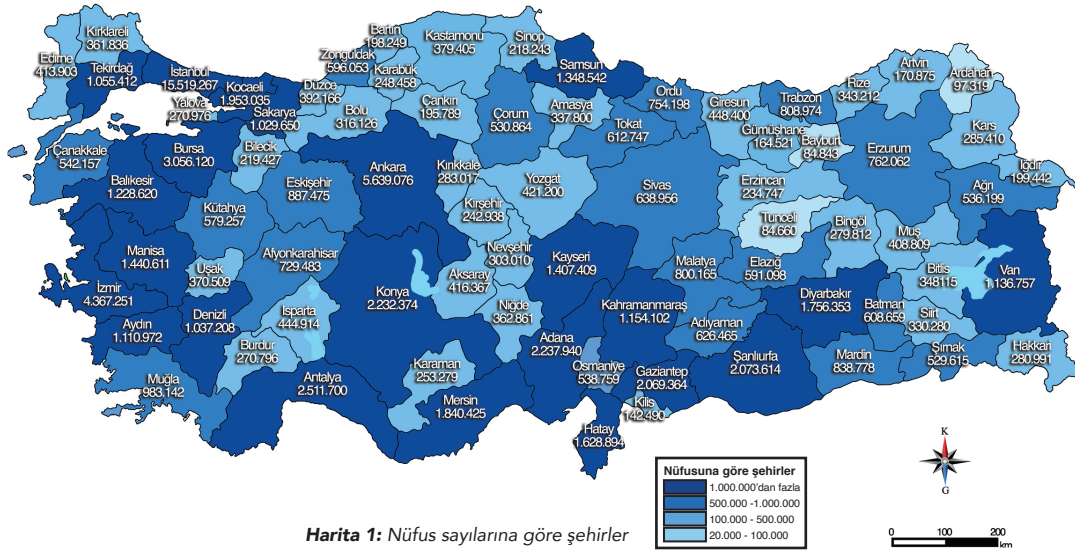 Kırklareli
361.836
Edirne
413.903
Tekirdağ
1.055.412
İstanbul
15.519.267
Kocaeli
1.953.035
Yalova
270.976
Sakarya
1.029.650
Düzce
392.166
Zonguldak
596.053
Bartın
198.249
Karabük
248.458
Kastamonu
379.405
Sinop
218.243
Samsun
1.348.542
Ordu
754.198
Giresun
448.400
Trabzon
808.974
Rize
343.212
Artvin
170.875
Ardahan
97.319
Kars
285.410
Iğdır
199.442
Ağrı
536.199
Erzurum
762.062
Bayburt
84.843
Gümüşhane
164.521
Tokat
612.747
Amasya
337.800
Çorum
530.864
Çankırı
195.789
Bolu
316.126
Bilecik
219.427
Bursa
3.056.120
Çanakkale
542.157
Balıkesir
1.228.620
Kütahya
579.257
Eskişehir
887.475
Ankara
5.639.076
Kırıkkale
283.017
Yozgat
421.200
Sivas
638.956
Erzincan
234.747
Tunceli
84.660
Bingöl
279.812
Muş
408.809
Bitlis
348115
Van
1.136.757
Hakkari
280.991
Şırnak
529.615
Siirt
330.280
Batman
608.659
Diyarbakır
1.756.353
Elazığ
591.098
Malatya
800.165
Kayseri
1.407.409
Nevşehir
303.010
Kırşehir
242.938
Aksaray
416.367
Niğde
362.861
Konya
2.232.374
Afyonkarahisar
729.483
Uşak
370.509
Manisa
1.440.611
İzmir
4.367.251
Aydın
1.110.972
Denizli
1.037.208
Isparta
444.914
Burdur
270.796
Muğla
983.142
Antalya
2.511.700
Karaman
253.279
Mersin
1.840.425
Adana
2.237.940
Osmaniye
538.759
Kahramanmaraş
1.154.102
Adıyaman
626.465
Gaziantep
2.069.364
Kilis
142.490
Hatay
1.628.894
Şanlıurfa
2.073.614
Mardin
838.778
K
G
Nüfusuna göre şehirler
1.000.000'dan fazla
500.000 -1.000.000
100.000 - 500.000
20.000 - 100.000
0 100 200
km
Harita 1: Nüfus sayılarına göre şehirler